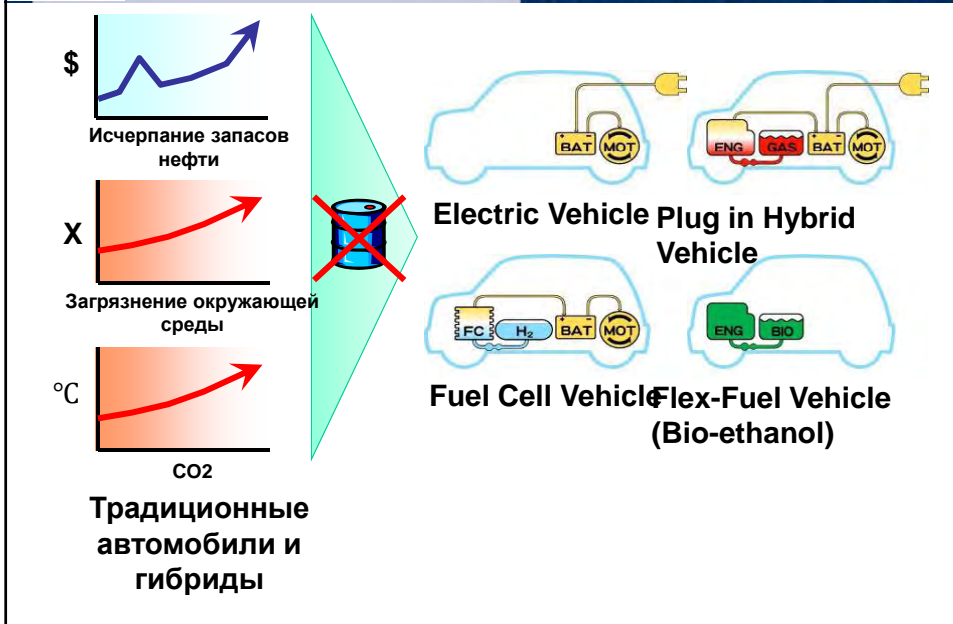 $
Исчерпание запасов
нефти
X
Загрязнение окружающей
среды
°C
CO2
Традиционные
автомобили и
гибриды
BAT MOT
Electric Vehicle
ENG GAS BAT MOT
Plug in Hybrid
Vehicle
FC H₂ BAT MOT
Fuel Cell Vehicle
ENG BIO
Flex-Fuel Vehicle
(Bio-ethanol)